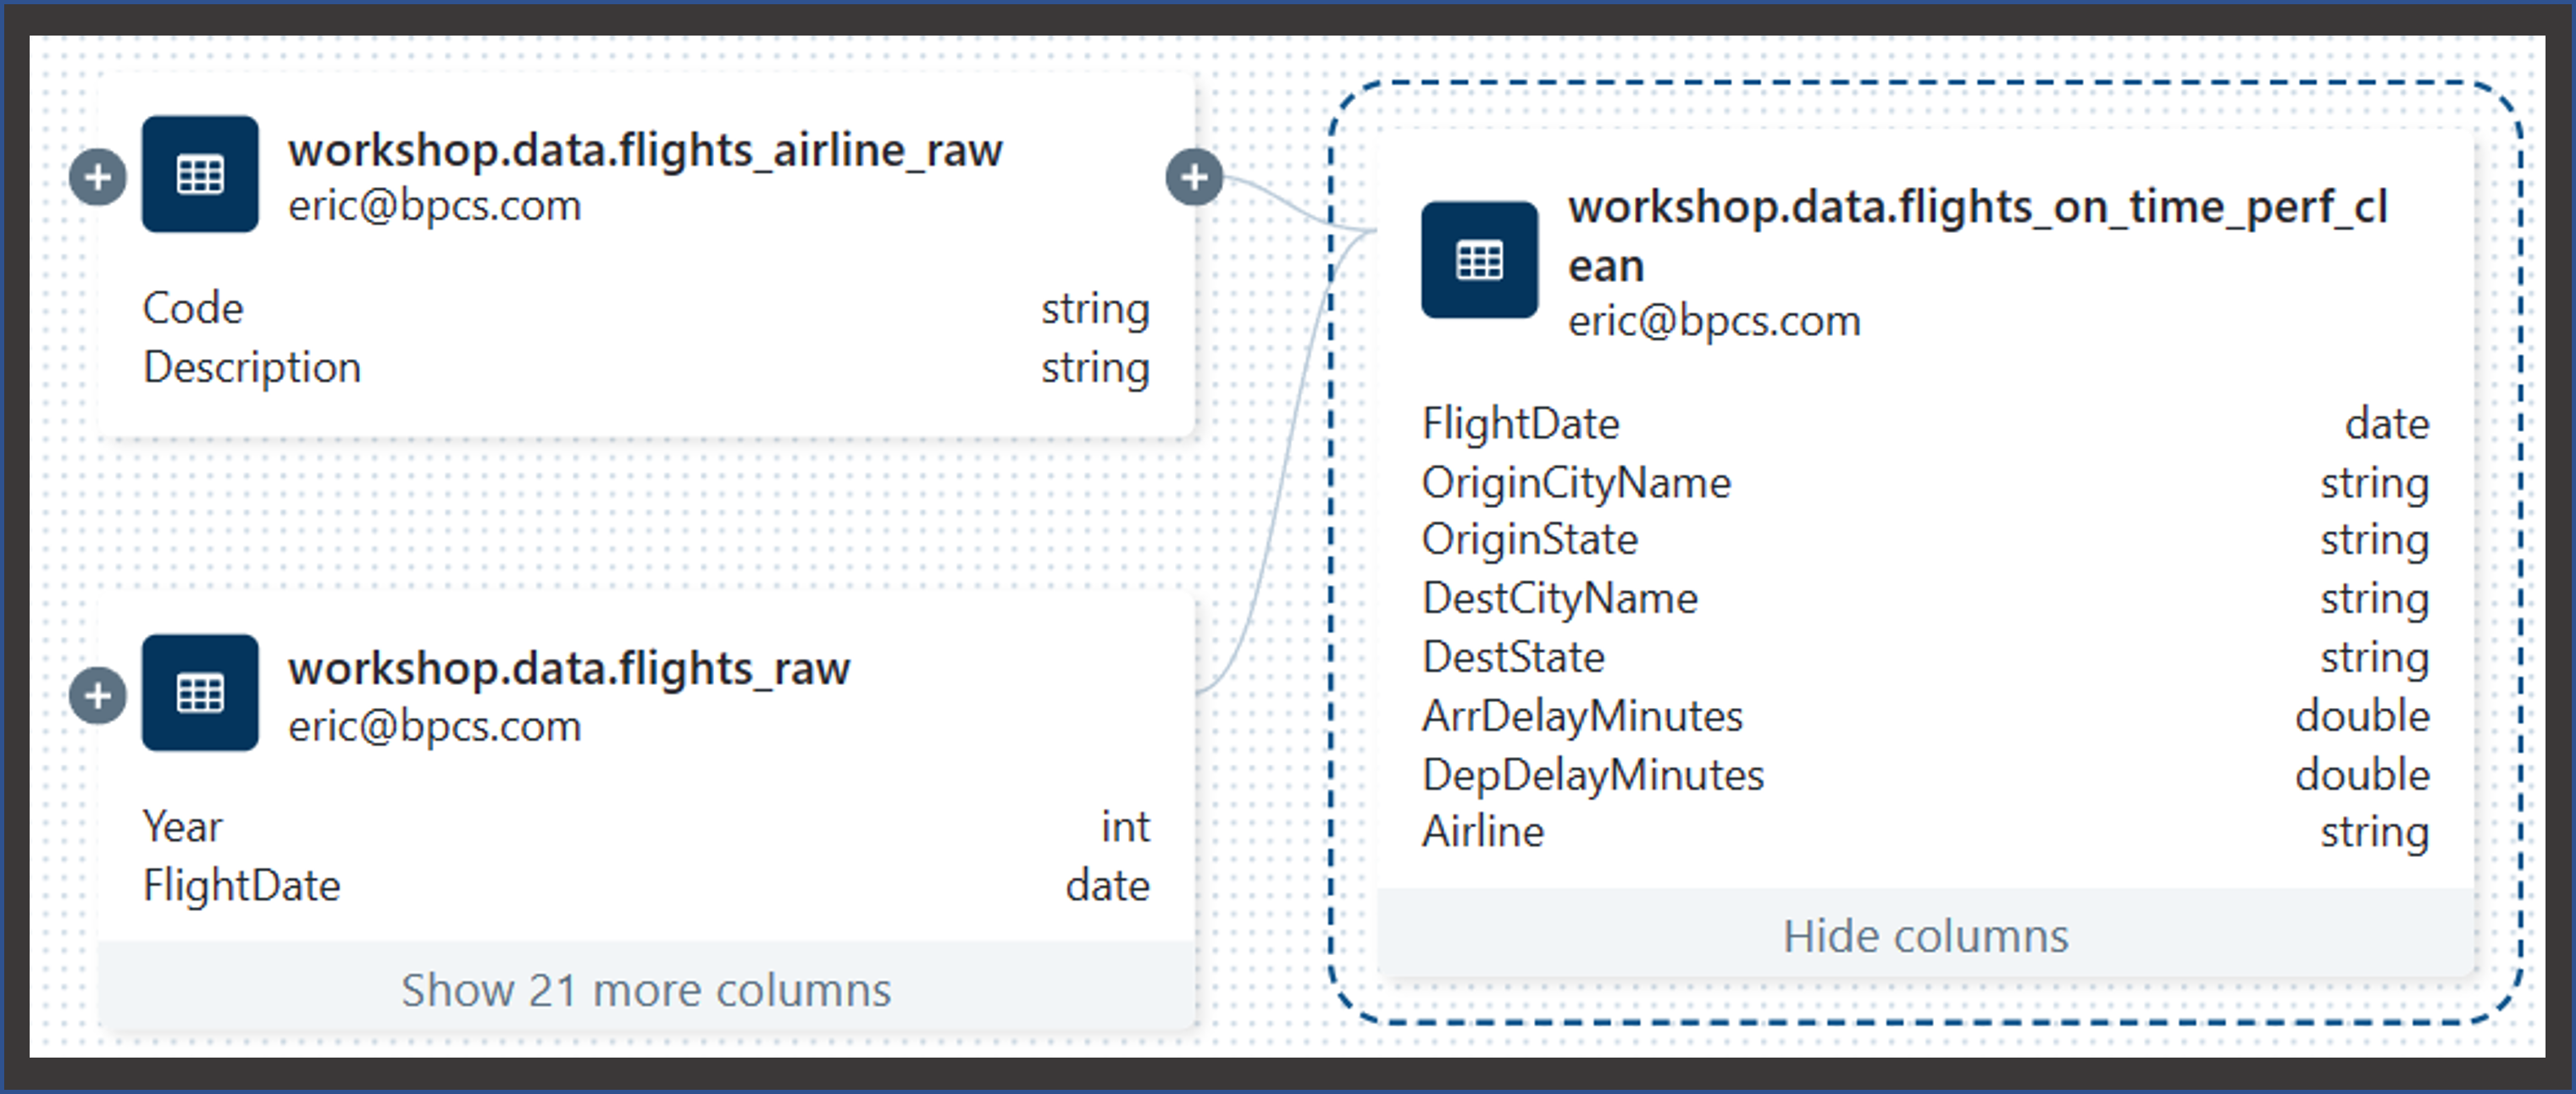 workshop.data.flights_airline_raw
eric@bpcs.com
Code string
Description string
workshop.data.flights_raw
eric@bpcs.com
Year int
FlightDate date
Show 21 more columns
workshop.data.flights_on_time_perf_cl
ean
eric@bpcs.com
FlightDate date
OriginCityName string
OriginState string
DestCityName string
DestState string
ArrDelayMinutes double
DepDelayMinutes double
Airline string
Hide columns